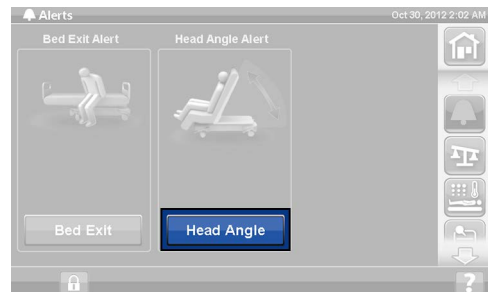 Alerts
Oct 30, 2012 2:02 AM
Bed Exit Alert
Head Angle Alert
Bed Exit
Head Angle
?